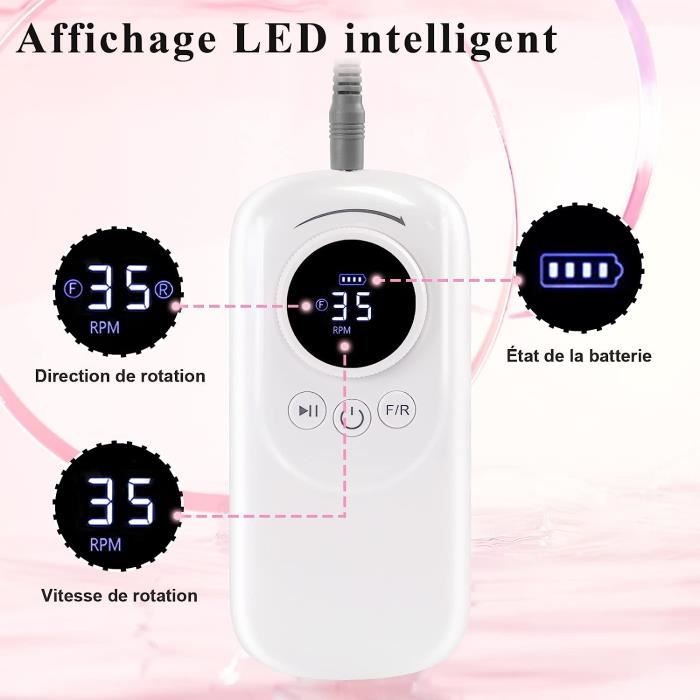 Affichage LED intelligent
F 35 R
RPM
Direction de rotation
F 35
RPM
État de la batterie
F/R
35
RPM
Vitesse de rotation